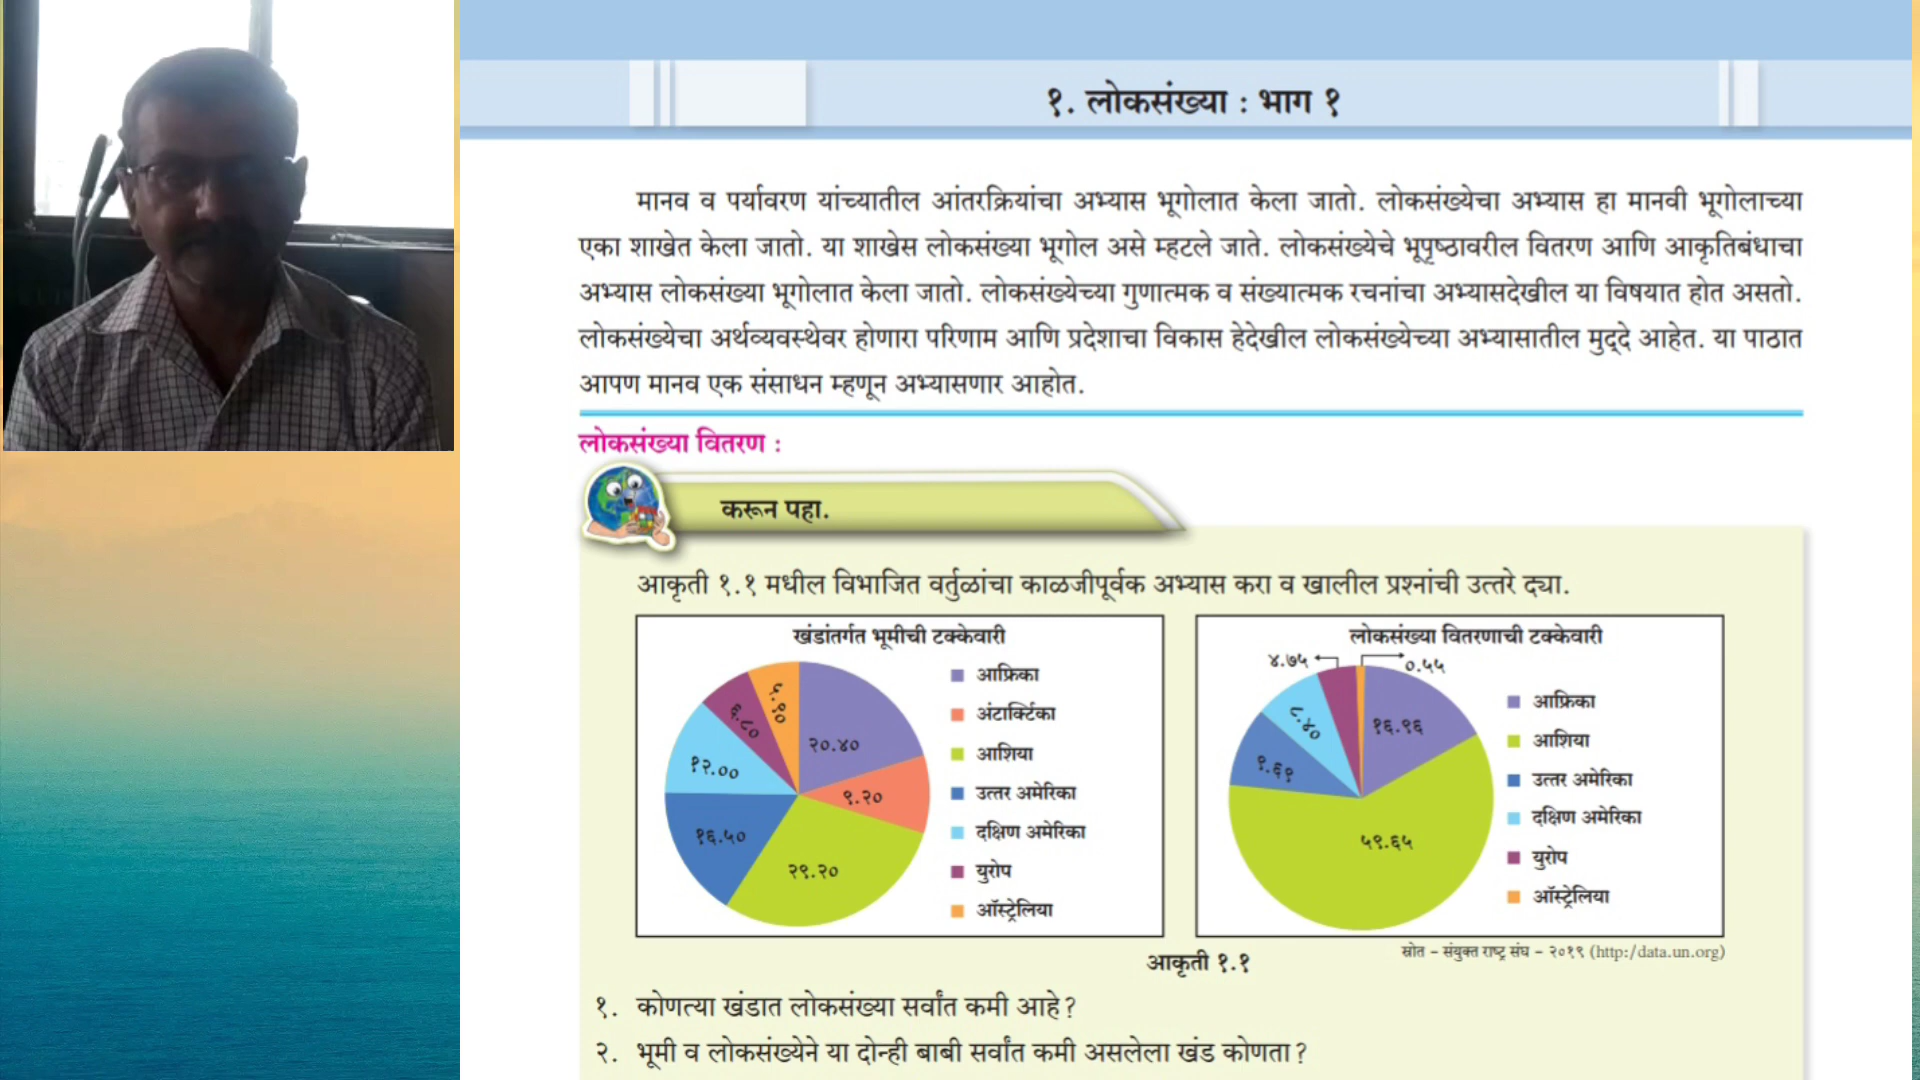 १. लोकसंख्या : भाग १
मानव व पर्यावरण यांच्यातील आंतरक्रियांचा अभ्यास भूगोलात केला जातो. लोकसंख्येचा अभ्यास हा मानवी भूगोलाच्या
एका शाखेत केला जातो. या शाखेस लोकसंख्या भूगोल असे म्हटले जाते. लोकसंख्येचे भूपृष्ठावरील वितरण आणि आकृतिबंधाचा
अभ्यास लोकसंख्या भूगोलात केला जातो. लोकसंख्येच्या गुणात्मक व संख्यात्मक रचनांचा अभ्यासदेखील या विषयात होत असतो.
लोकसंख्येचा अर्थव्यवस्थेवर होणारा परिणाम आणि प्रदेशाचा विकास हेदेखील लोकसंख्येच्या अभ्यासातील मुद्दे आहेत. या पाठात
आपण मानव एक संसाधन म्हणून अभ्यासणार आहोत.
लोकसंख्या वितरण :
करून पहा.
आकृती १.१ मधील विभाजित वर्तुळांचा काळजीपूर्वक अभ्यास करा व खालील प्रश्नांची उत्तरे द्या.
खंडांतर्गत भूमीची टक्केवारी
२०.४०
९.२०
२९.२०
१६.५०
१२.००
६.८०
५.९०
आफ्रिका
अंटार्क्टिका
आशिया
उत्तर अमेरिका
दक्षिण अमेरिका
युरोप
ऑस्ट्रेलिया
लोकसंख्या वितरणाची टक्केवारी
४.७५
०.५५
१६.९६
५९.६५
९.६९
८.४०
आफ्रिका
आशिया
उत्तर अमेरिका
दक्षिण अमेरिका
युरोप
ऑस्ट्रेलिया
स्रोत – संयुक्त राष्ट्र संघ – २०१९ (http:/data.un.org)
आकृती १.१
१. कोणत्या खंडात लोकसंख्या सर्वांत कमी आहे?
२. भूमी व लोकसंख्येने या दोन्ही बाबी सर्वांत कमी असलेला खंड कोणता?